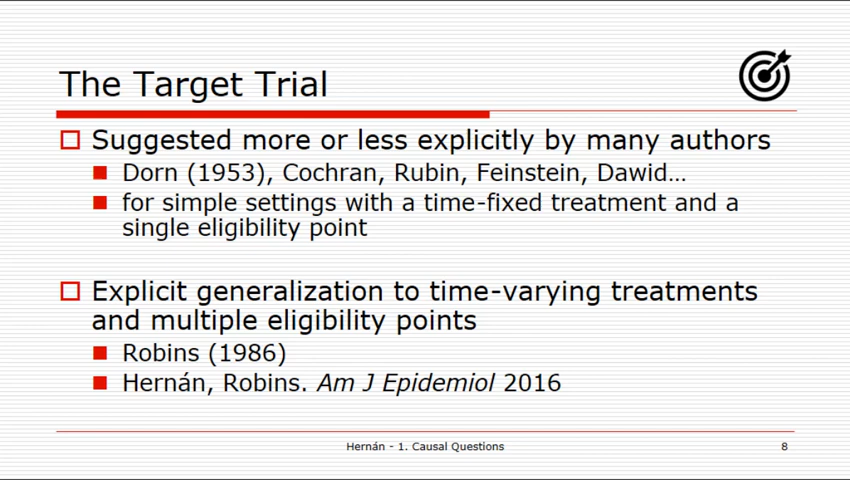 The Target Trial
Suggested more or less explicitly by many authors
Dorn (1953), Cochran, Rubin, Feinstein, Dawid…
for simple settings with a time-fixed treatment and a
single eligibility point
Explicit generalization to time-varying treatments
and multiple eligibility points
Robins (1986)
Hernán, Robins. Am J Epidemiol 2016
Hernán - 1. Causal Questions
8